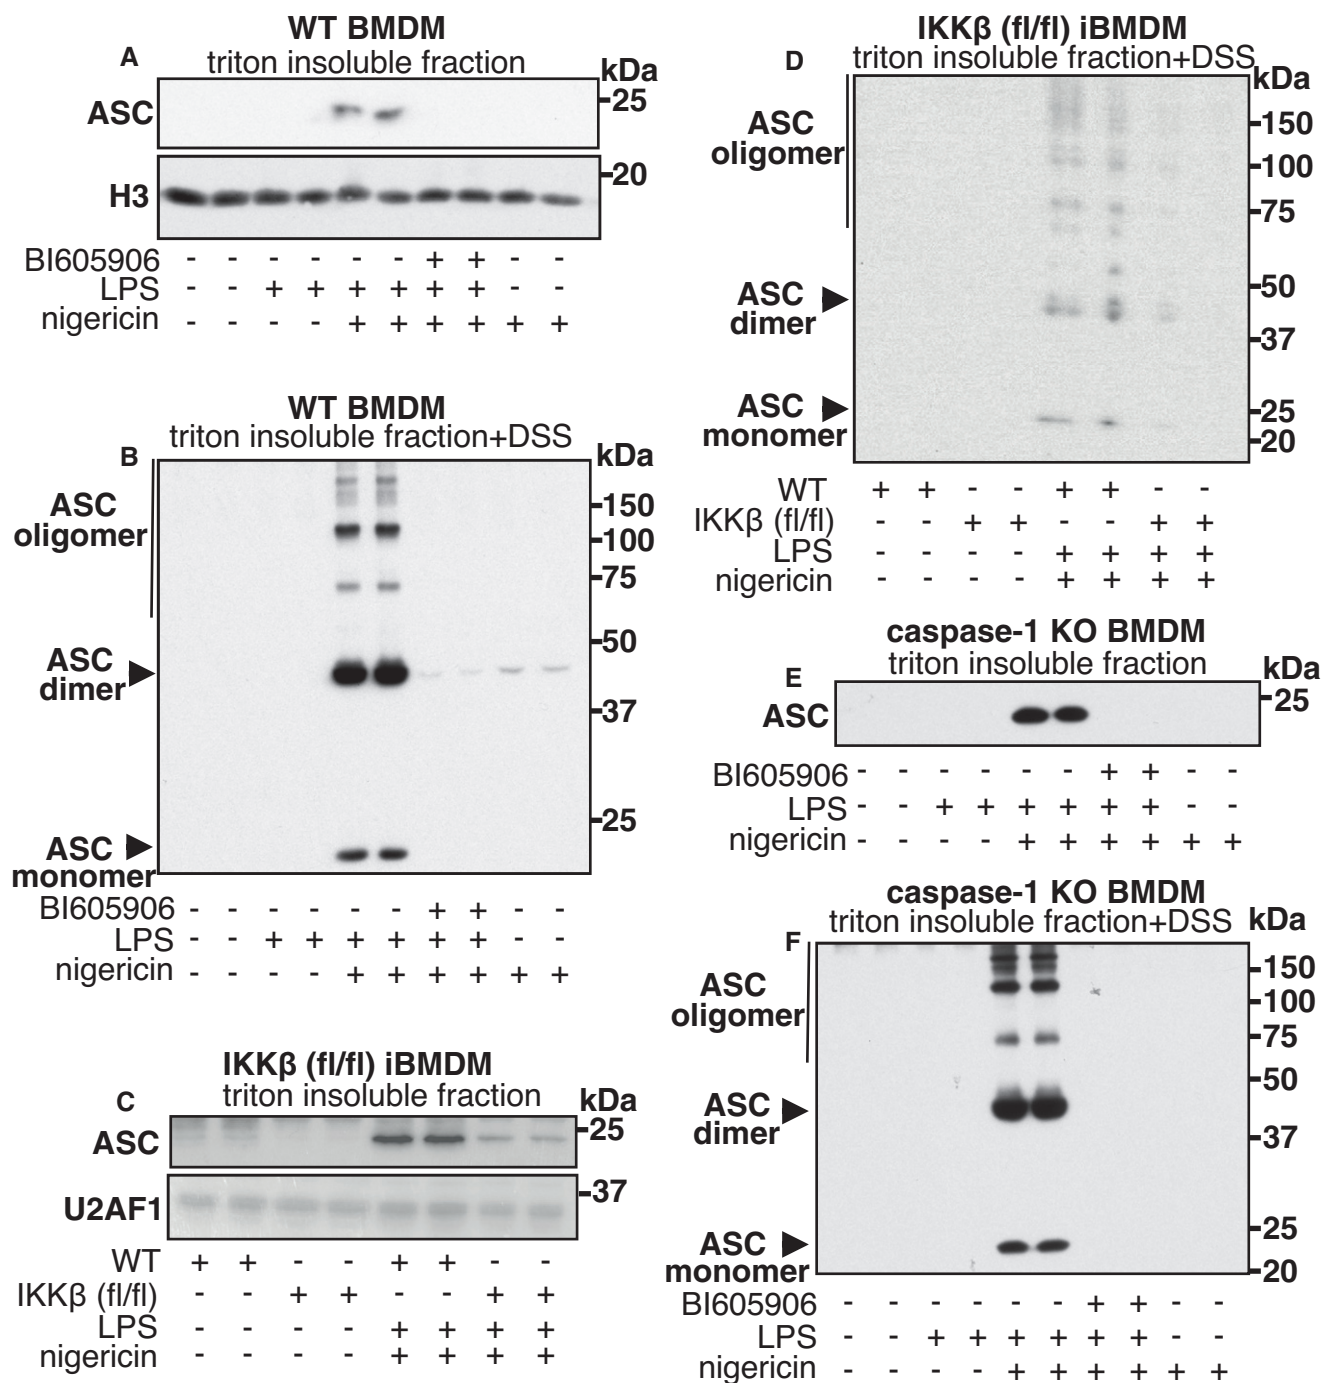 WT BMDM
A
triton insoluble fraction
kDa
ASC
25
H3
20
BI605906 - - - - - - + + - -
LPS - - + + + + + + - -
nigericin - - - - + + + + + +
WT BMDM
triton insoluble fraction+DSS
B
kDa
ASC
oligomer
150
100
75
50
ASC
dimer
37
25
ASC
monomer
BI605906 - - - - - - + + - -
LPS - - + + + + + + - -
nigericin - - - - + + + + + +
IKKβ (fl/fl) iBMDM
C
triton insoluble fraction
kDa
ASC
25
U2AF1
37
WT + + - - + + - -
IKKβ (fl/fl) - - + + - - + +
LPS - - - - + + + +
nigericin - - - - + + + +
IKKβ (fl/fl) iBMDM
D
triton insoluble fraction+DSS
kDa
ASC
oligomer
150
100
75
50
ASC
dimer
37
ASC
monomer
25
20
WT + + - - + + - -
IKKβ (fl/fl) - - + + - - + +
LPS - - - - + + + +
nigericin - - - - + + + +
caspase-1 KO BMDM
triton insoluble fraction
E
kDa
ASC
25
BI605906 - - - - - - + + - -
LPS - - + + + + + + - -
nigericin - - - - + + + + + +
caspase-1 KO BMDM
triton insoluble fraction+DSS
kDa
F
ASC
oligomer
150
100
75
50
ASC
dimer
37
25
ASC
monomer
20
BI605906 - - - - - - + + - -
LPS - - + + + + + + - -
nigericin - - - - + + + + + +